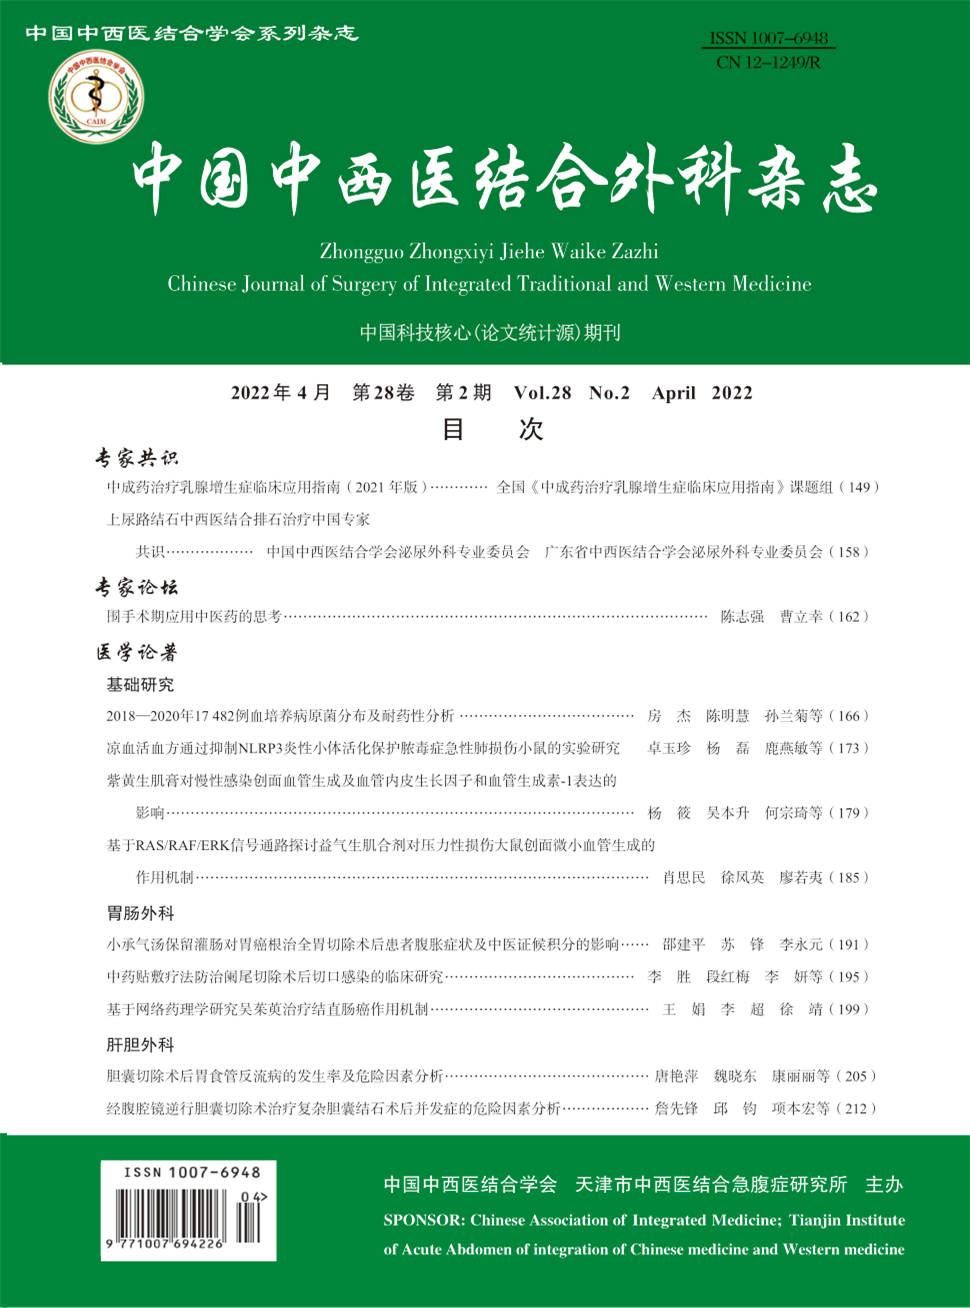 中国中西医结合学会系列杂志
ISSN 1007-6948
CN 12-1249/R
中国中西医结合学会
CAIM
中国中西医结合外科杂志
Zhongguo Zhongxiyi Jiehe Waike Zazhi
Chinese Journal of Surgery of Integrated Traditional and Western Medicine
中国科技核心(论文统计源)期刊
2022年4月 第28卷 第2期 Vol.28 No.2 April 2022
目 次
专家共识
中成药治疗乳腺增生症临床应用指南(2021年版)………… 全国《中成药治疗乳腺增生症临床应用指南》课题组(149)
上尿路结石中西医结合排石治疗中国专家
共识……………… 中国中西医结合学会泌尿外科专业委员会 广东省中西医结合学会泌尿外科专业委员会(158)
专家论坛
围手术期应用中医药的思考…………………………………………………………………………… 陈志强 曹立幸(162)
医学论著
基础研究
2018—2020年17 482例血培养病原菌分布及耐药性分析 ……………………………… 房 杰 陈明慧 孙兰菊等(166)
凉血活血方通过抑制NLRP3炎性小体活化保护脓毒症急性肺损伤小鼠的实验研究 卓玉珍 杨 磊 鹿燕敏等(173)
紫黄生肌膏对慢性感染创面血管生成及血管内皮生长因子和血管生成素-1表达的
影响…………………………………………………………………………………… 杨 筱 吴本升 何宗琦等(179)
基于RAS/RAF/ERK信号通路探讨益气生肌合剂对压力性损伤大鼠创面微小血管生成的
作用机制………………………………………………………………………………… 肖思民 徐凤英 廖若夷(185)
胃肠外科
小承气汤保留灌肠对胃癌根治全胃切除术后患者腹胀症状及中医证候积分的影响…… 邵建平 苏 锋 李永元(191)
中药贴敷疗法防治阑尾切除术后切口感染的临床研究………………………………… 李 胜 段红梅 李 妍等(195)
基于网络药理学研究吴茱萸治疗结直肠癌作用机制……………………………………… 王 娟 李 超 徐 靖(199)
肝胆外科
胆囊切除术后胃食管反流病的发生率及危险因素分析…………………………………… 唐艳萍 魏晓东 康丽丽等(205)
经腹腔镜逆行胆囊切除术治疗复杂胆囊结石术后并发症的危险因素分析……………… 詹先锋 邱 钧 项本宏等(212)
ISSN 1007-6948
04>
9 771007 694226
中国中西医结合学会 天津市中西医结合急腹症研究所 主办
SPONSOR: Chinese Association of Integrated Medicine; Tianjin Institute
of Acute Abdomen of integration of Chinese medicine and Western medicine